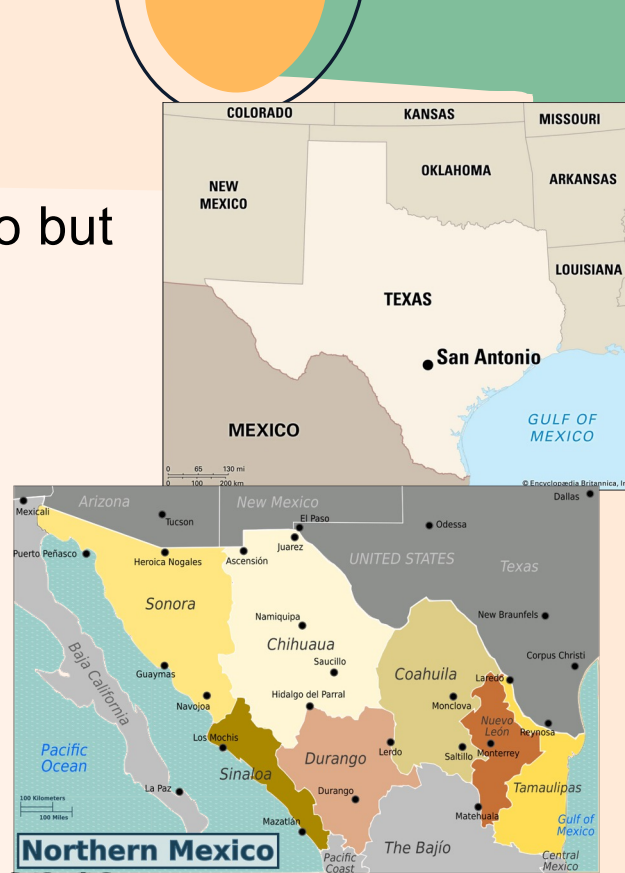 o but
COLORADO
KANSAS
MISSOURI
NEW
MEXICO
OKLAHOMA
ARKANSAS
LOUISIANA
TEXAS
San Antonio
MEXICO
GULF OF
MEXICO
0 65 130 mi
0 100 200 km
© Encyclopædia Britannica, In
Arizona
New Mexico
Dallas
Mexicali
Tucson
El Paso
Odessa
Juarez
Puerto Peñasco
Heroica Nogales
Ascensión
UNITED STATES
Texas
Sonora
Namiquipa
New Braunfels
Chihuaua
Saucillo
Corpus Christi
Baja California
Guaymas
Coahuila
Laredo
Navojoa
Hidalgo del Parral
Monclova
Nuevo
León
Reynosa
Los Mochis
Pacific
Ocean
Sinaloa
Durango
Lerdo
Saltillo
Monterrey
La Paz
Durango
Tamaulipas
100 Kilometers
100 Miles
Mazatlán
Matehuala
Gulf of
Mexico
Northern Mexico
Pacific
Coast
The Bajío
Central
Mexico